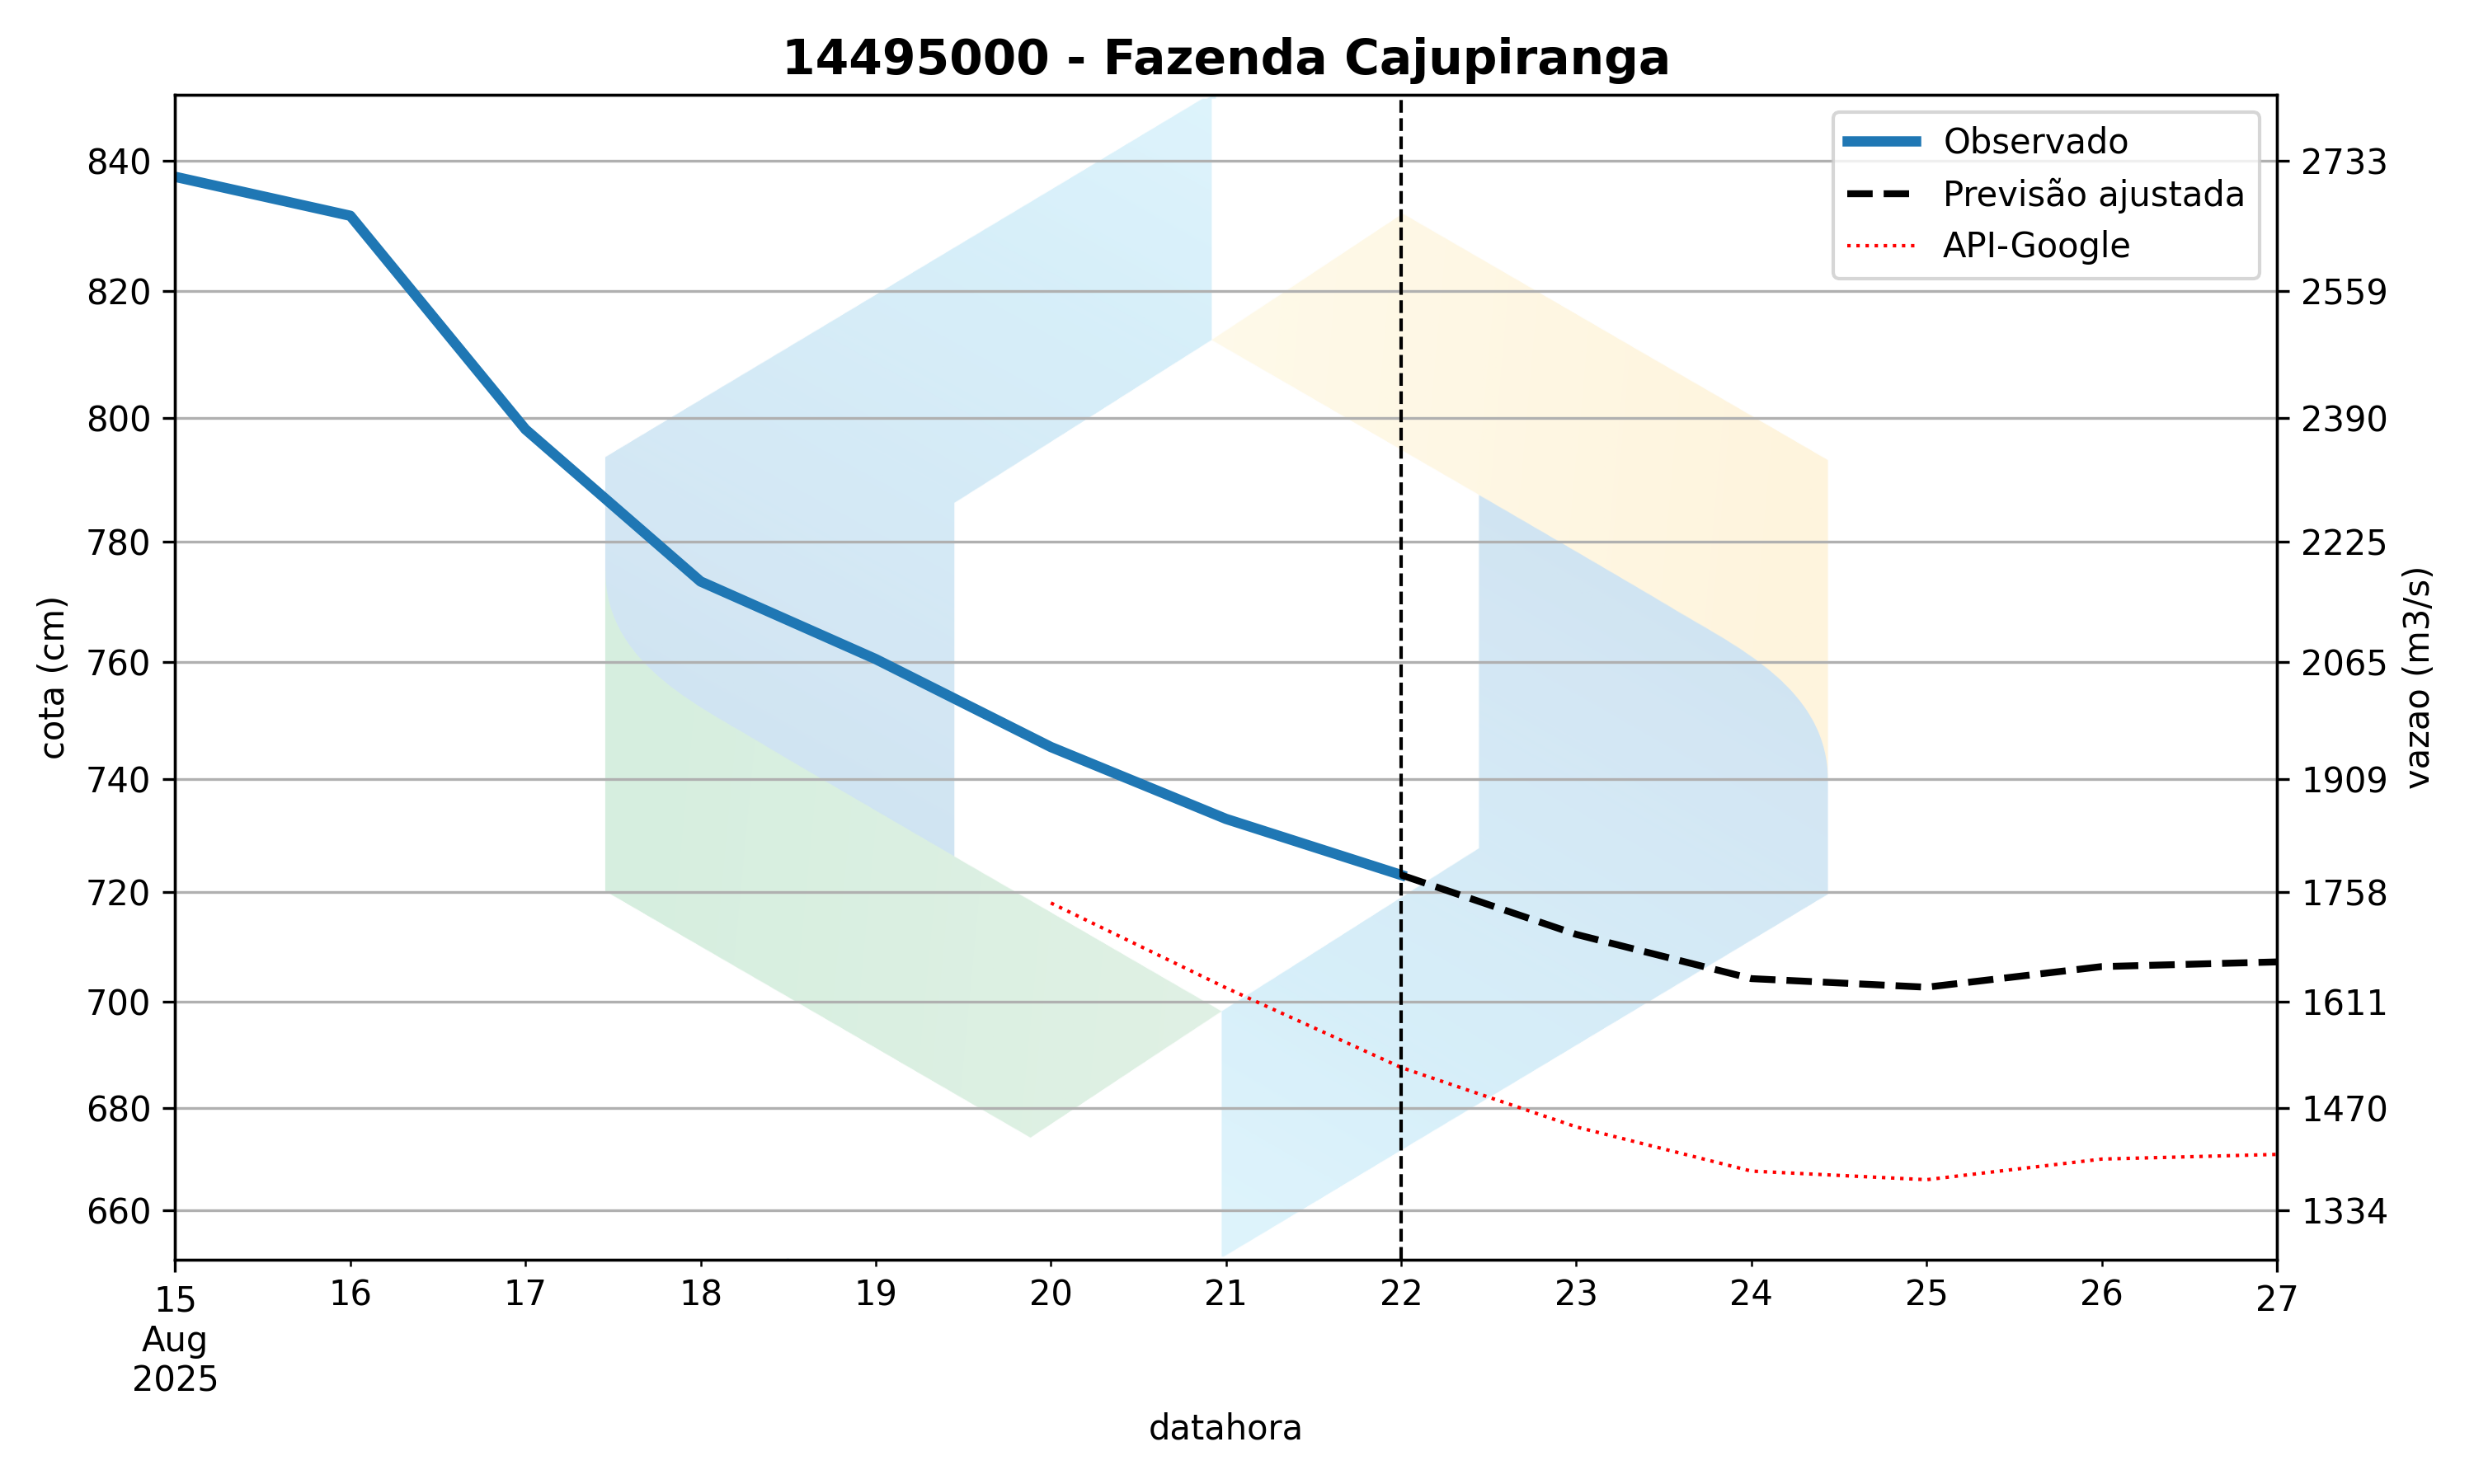 14495000 - Fazenda Cajupiranga
Observado
Previsão ajustada
API-Google
cota (cm)
840
820
800
780
760
740
720
700
680
660
2733
2559
2390
2225
2065
1909
1758
1611
1470
1334
vazao (m3/s)
15 16 17 18 19 20 21 22 23 24 25 26 27
Aug
2025
datahora